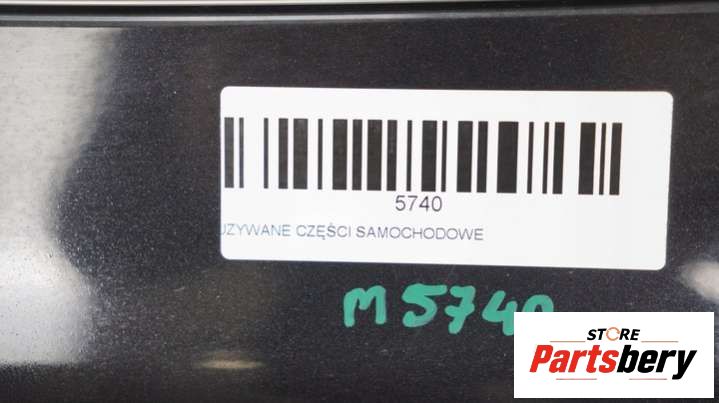 5740
UŻYWANE CZĘŚCI SAMOCHODOWE
M 5740
STORE
Partsbery